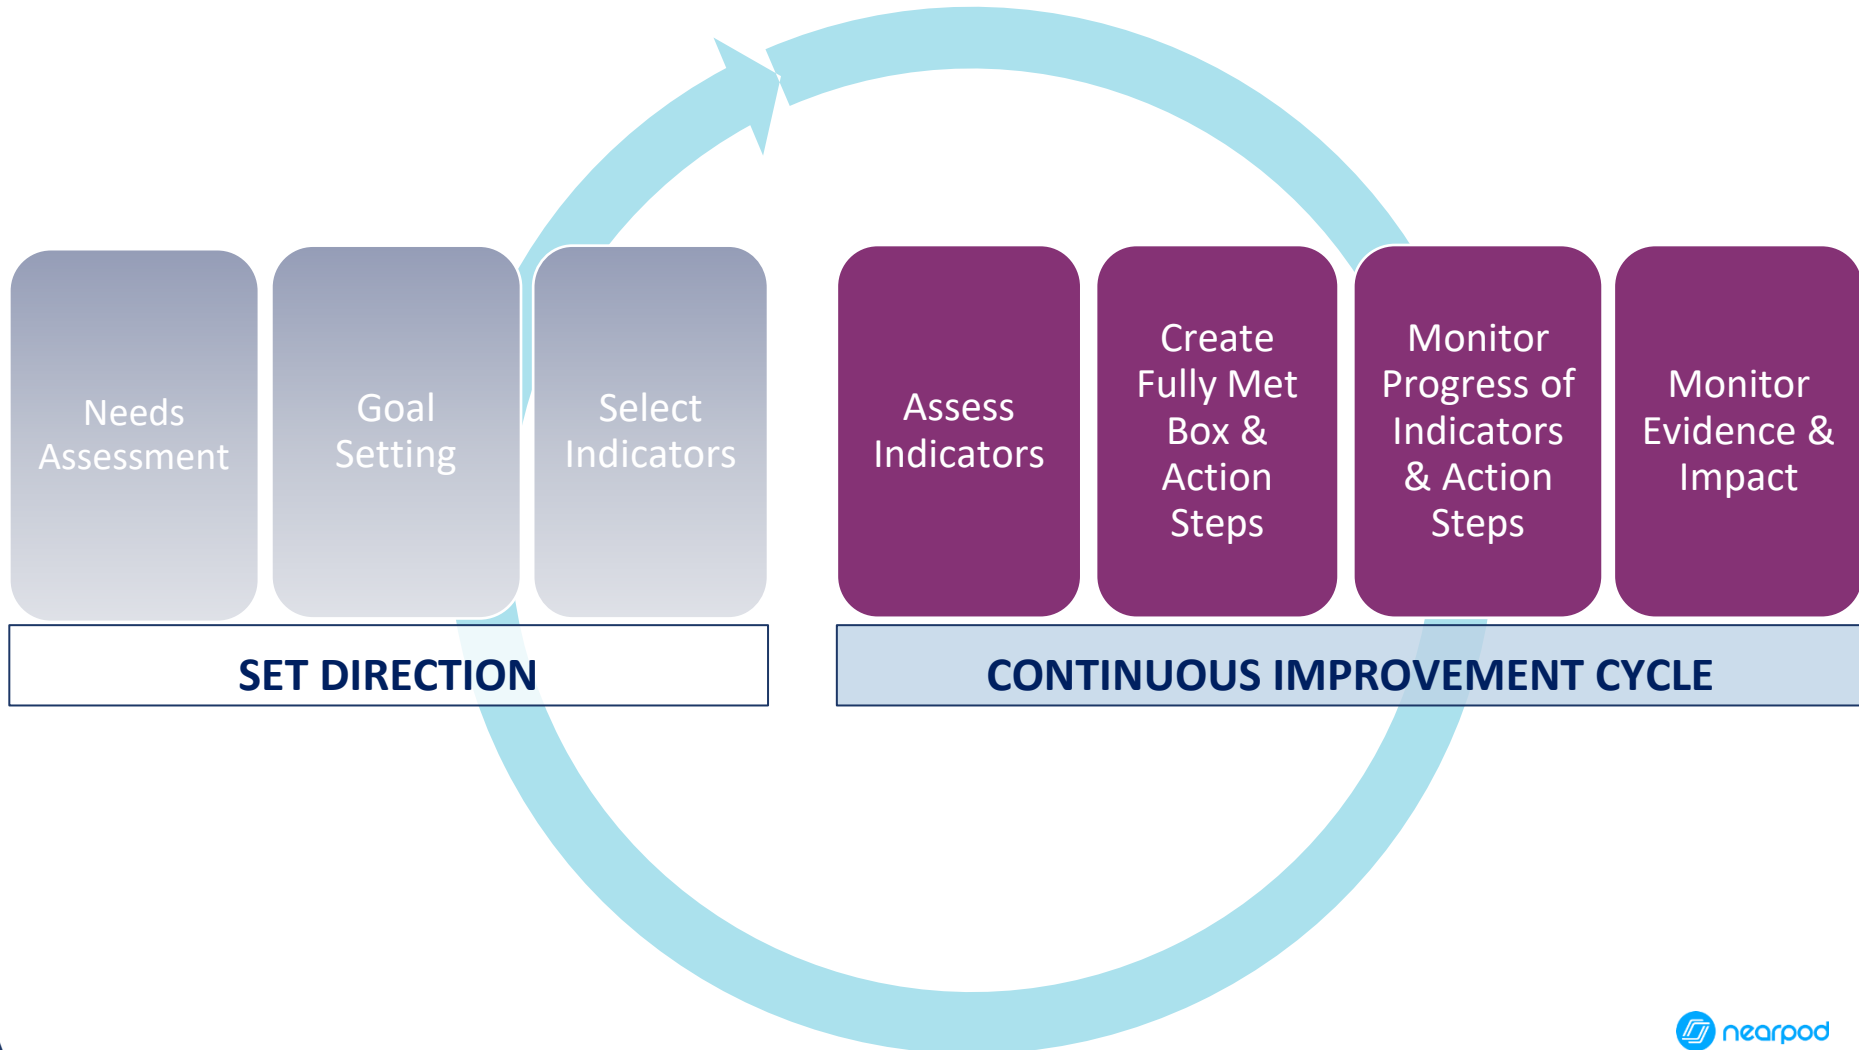 Needs
Assessment
Goal
Setting
Select
Indicators
Assess
Indicators
Create
Fully Met
Box &
Action
Steps
Monitor
Progress of
Indicators
& Action
Steps
Monitor
Evidence &
Impact
SET DIRECTION
CONTINUOUS IMPROVEMENT CYCLE
nearpod